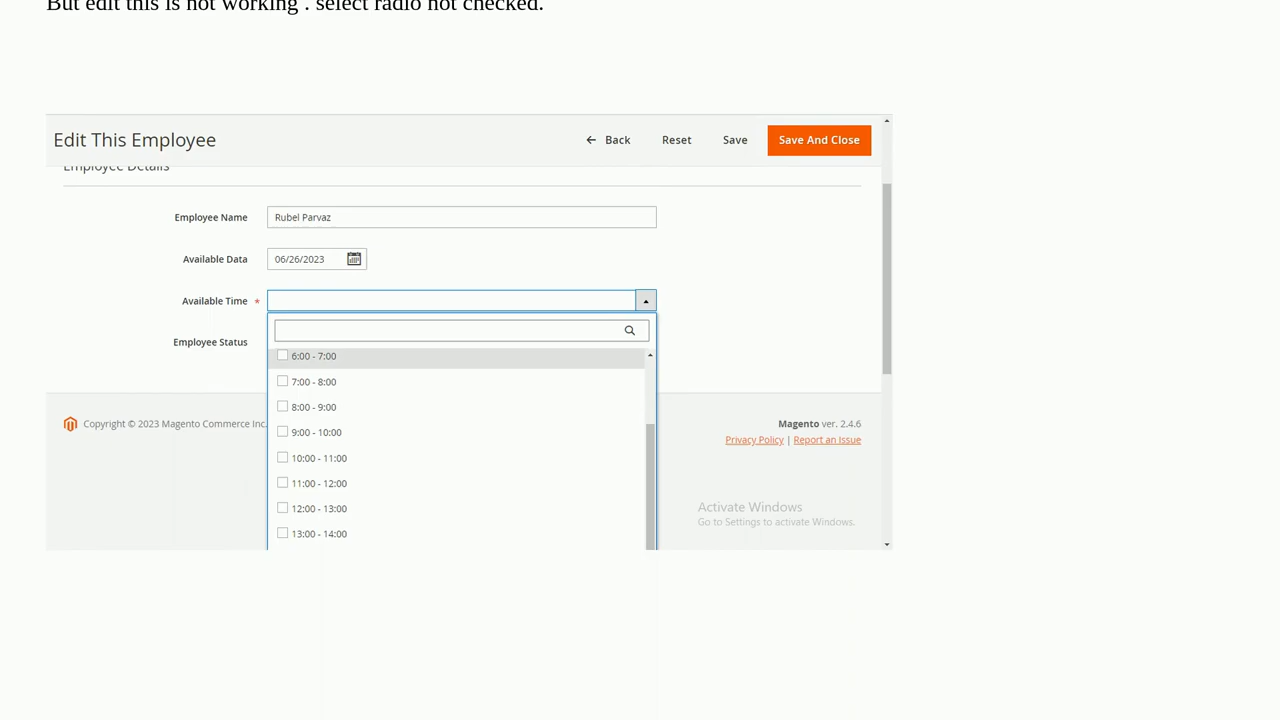 But edit this is not working . select radio not checked.
Edit This Employee
Back Reset Save Save And Close
Employee Details
Employee Name Rubel Parvaz
Available Data 06/26/2023
Available Time *
Employee Status
6:00 - 7:00
7:00 - 8:00
8:00 - 9:00
9:00 - 10:00
10:00 - 11:00
11:00 - 12:00
12:00 - 13:00
13:00 - 14:00
Copyright © 2023 Magento Commerce Inc.
Magento ver. 2.4.6
Privacy Policy | Report an Issue
Activate Windows
Go to Settings to activate Windows.